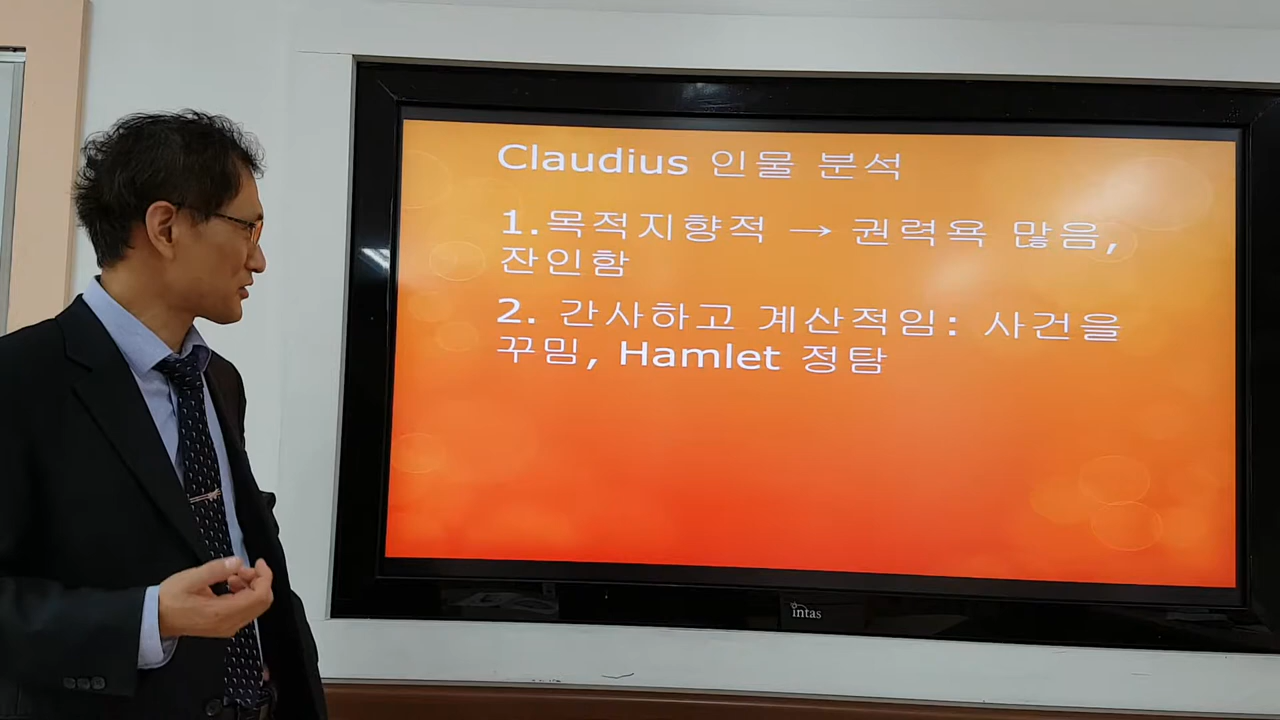 Claudius 인물 분석
1.목적지향적 → 권력욕 많음,
잔인함
2. 간사하고 계산적임: 사건을
꾸밈, Hamlet 정탐
intas